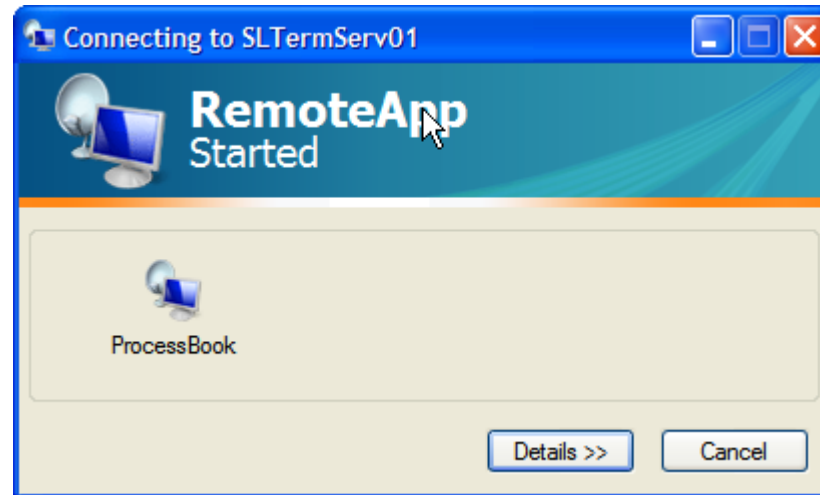 Connecting to SLTermServ01
RemoteApp
Started
ProcessBook
Details >>
Cancel